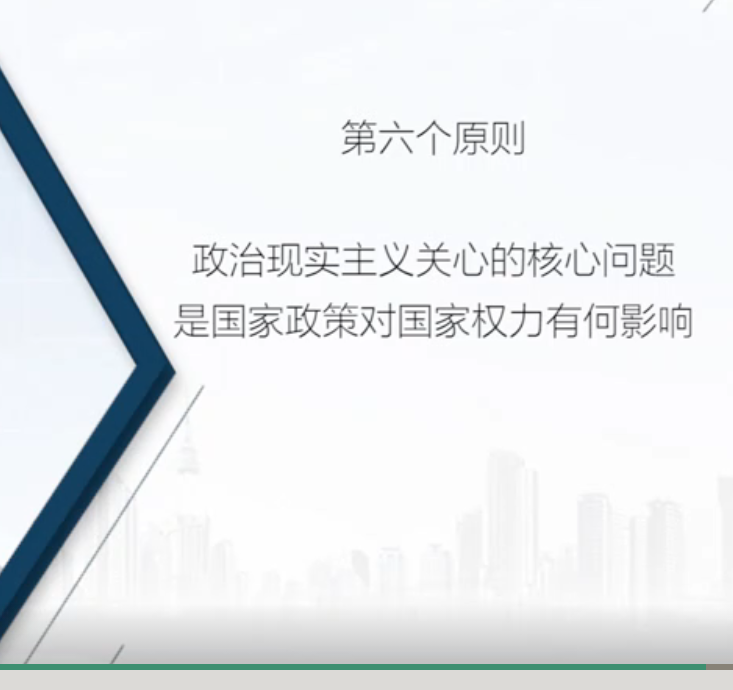 第六个原则
政治现实主义关心的核心问题
是国家政策对国家权力有何影响